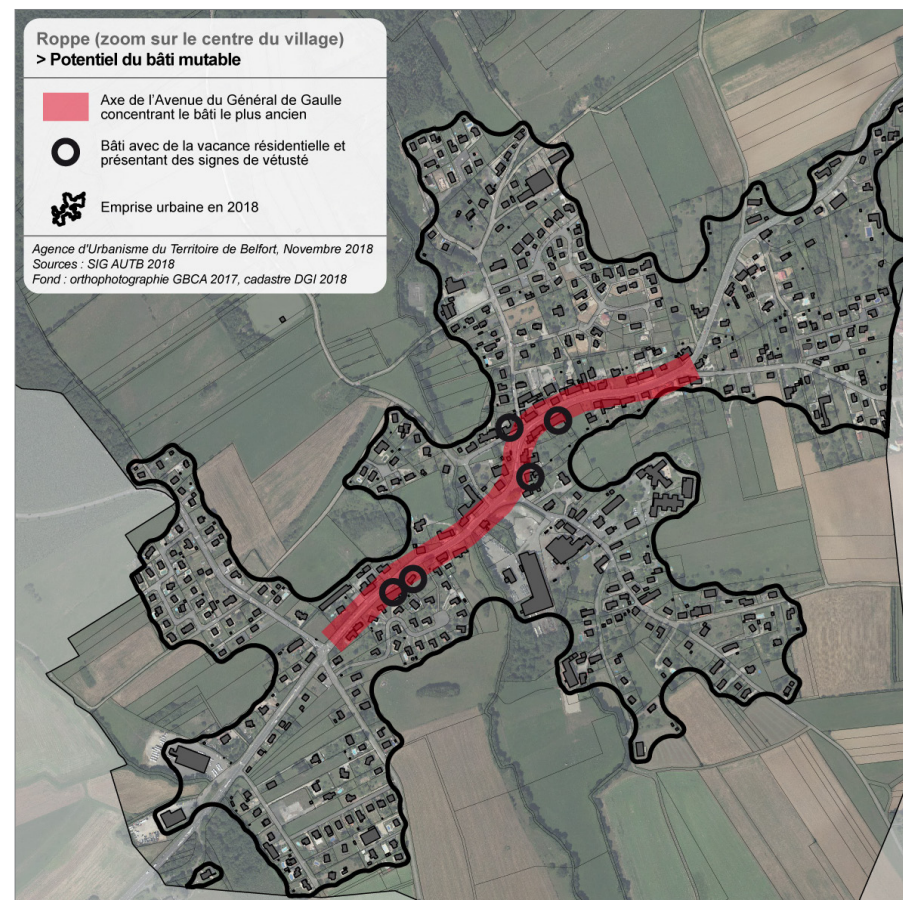 Roppe (zoom sur le centre du village)
> Potentiel du bâti mutable
Axe de l'Avenue du Général de Gaulle
concentrant le bâti le plus ancien
Bâti avec de la vacance résidentielle et
présentant des signes de vétusté
Emprise urbaine en 2018
Agence d'Urbanisme du Territoire de Belfort, Novembre 2018
Sources : SIG AUTB 2018
Fond : orthophotographie GBCA 2017, cadastre DGI 2018